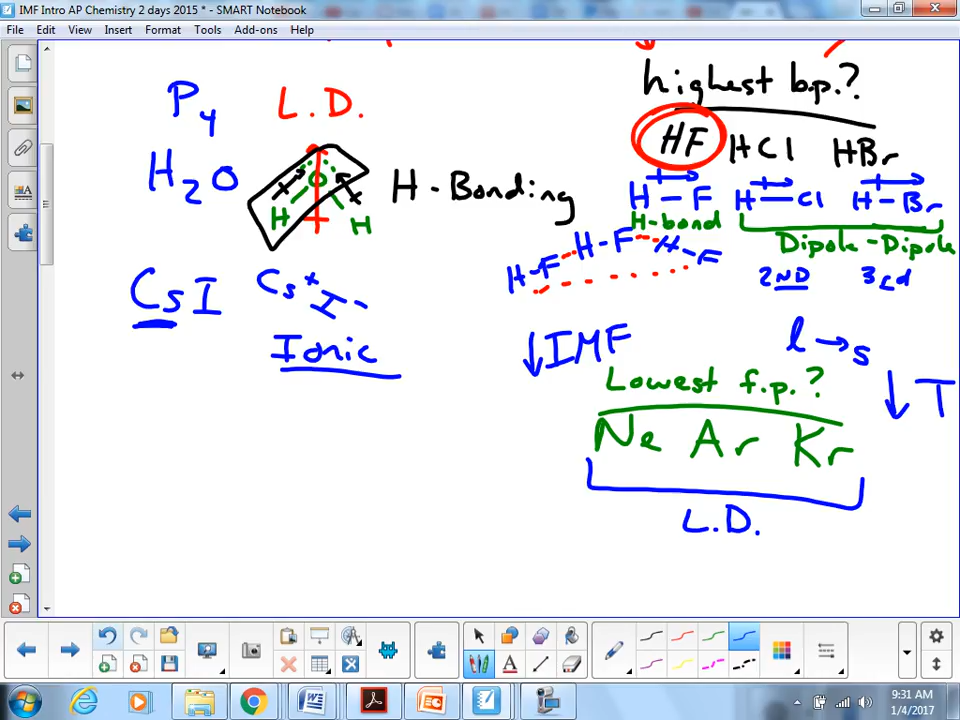 IMF Intro AP Chemistry 2 days 2015 * - SMART Notebook
File Edit View Insert Format Tools Add-ons Help
P4 L.D.
H2O
O
H H
H-Bonding
CsI Cs+ I-
Ionic
highest b.p.?
HF HCl HBr
H-F H-Cl H-Br
H-bond
Dipole-Dipole
H-F H-F H-F
2ND 3rd
↓IMF
l→s
Lowest f.p.?
↓T
Ne Ar Kr
L.D.
9:31 AM
1/4/2017